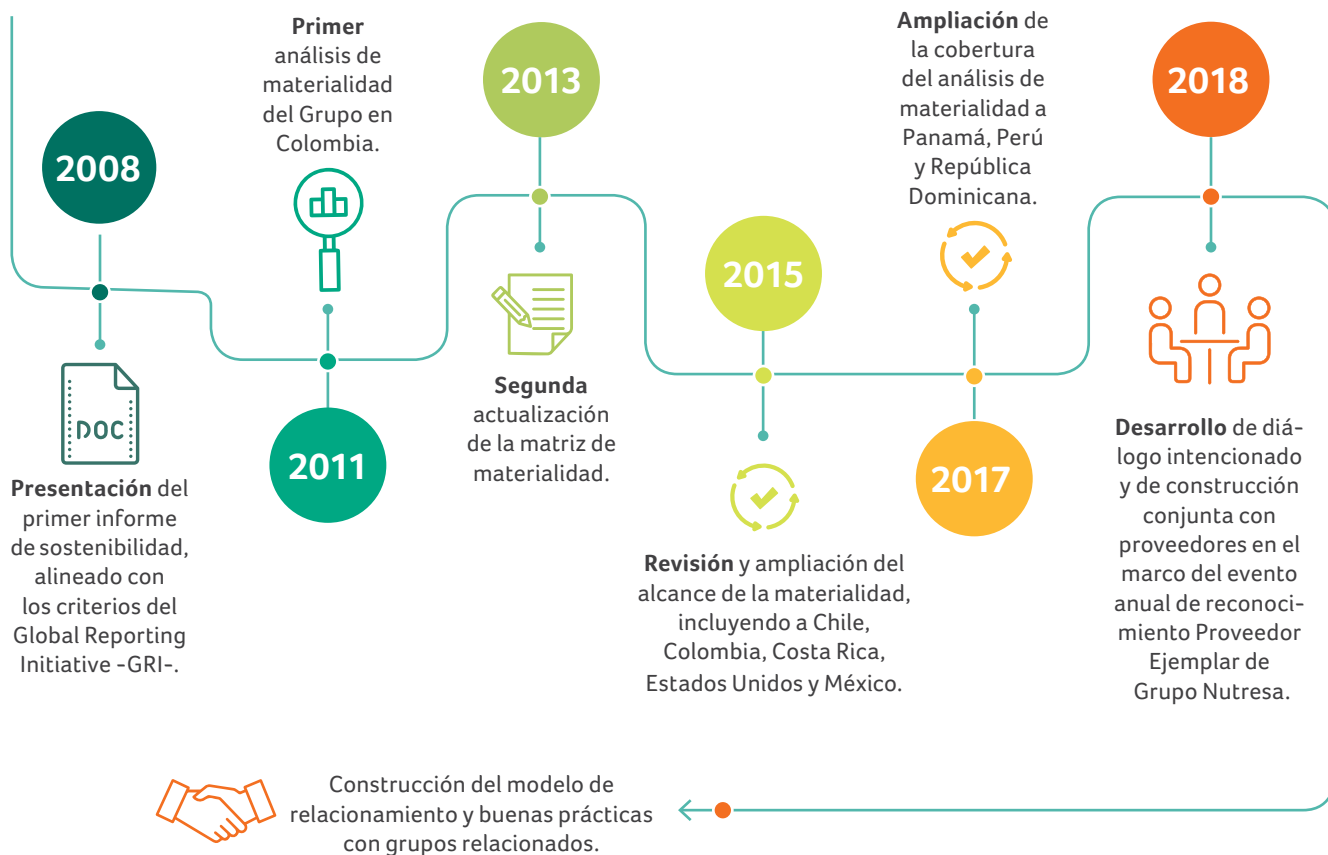 2008
DOC
Presentación del
primer informe
de sostenibilidad,
alineado con
los criterios del
Global Reporting
Initiative -GRI-.
Primer
análisis de
materialidad
del Grupo en
Colombia.
2011
2013
Segunda
actualización
de la matriz de
materialidad.
2015
Revisión y ampliación del
alcance de la materialidad,
incluyendo a Chile,
Colombia, Costa Rica,
Estados Unidos y México.
Ampliación de
la cobertura
del análisis de
materialidad a
Panamá, Perú
y República
Dominicana.
2017
2018
Desarrollo de diá-
logo intencionado
y de construcción
conjunta con
proveedores en el
marco del evento
anual de reconoci-
miento Proveedor
Ejemplar de
Grupo Nutresa.
Construcción del modelo de
relacionamiento y buenas prácticas
con grupos relacionados.